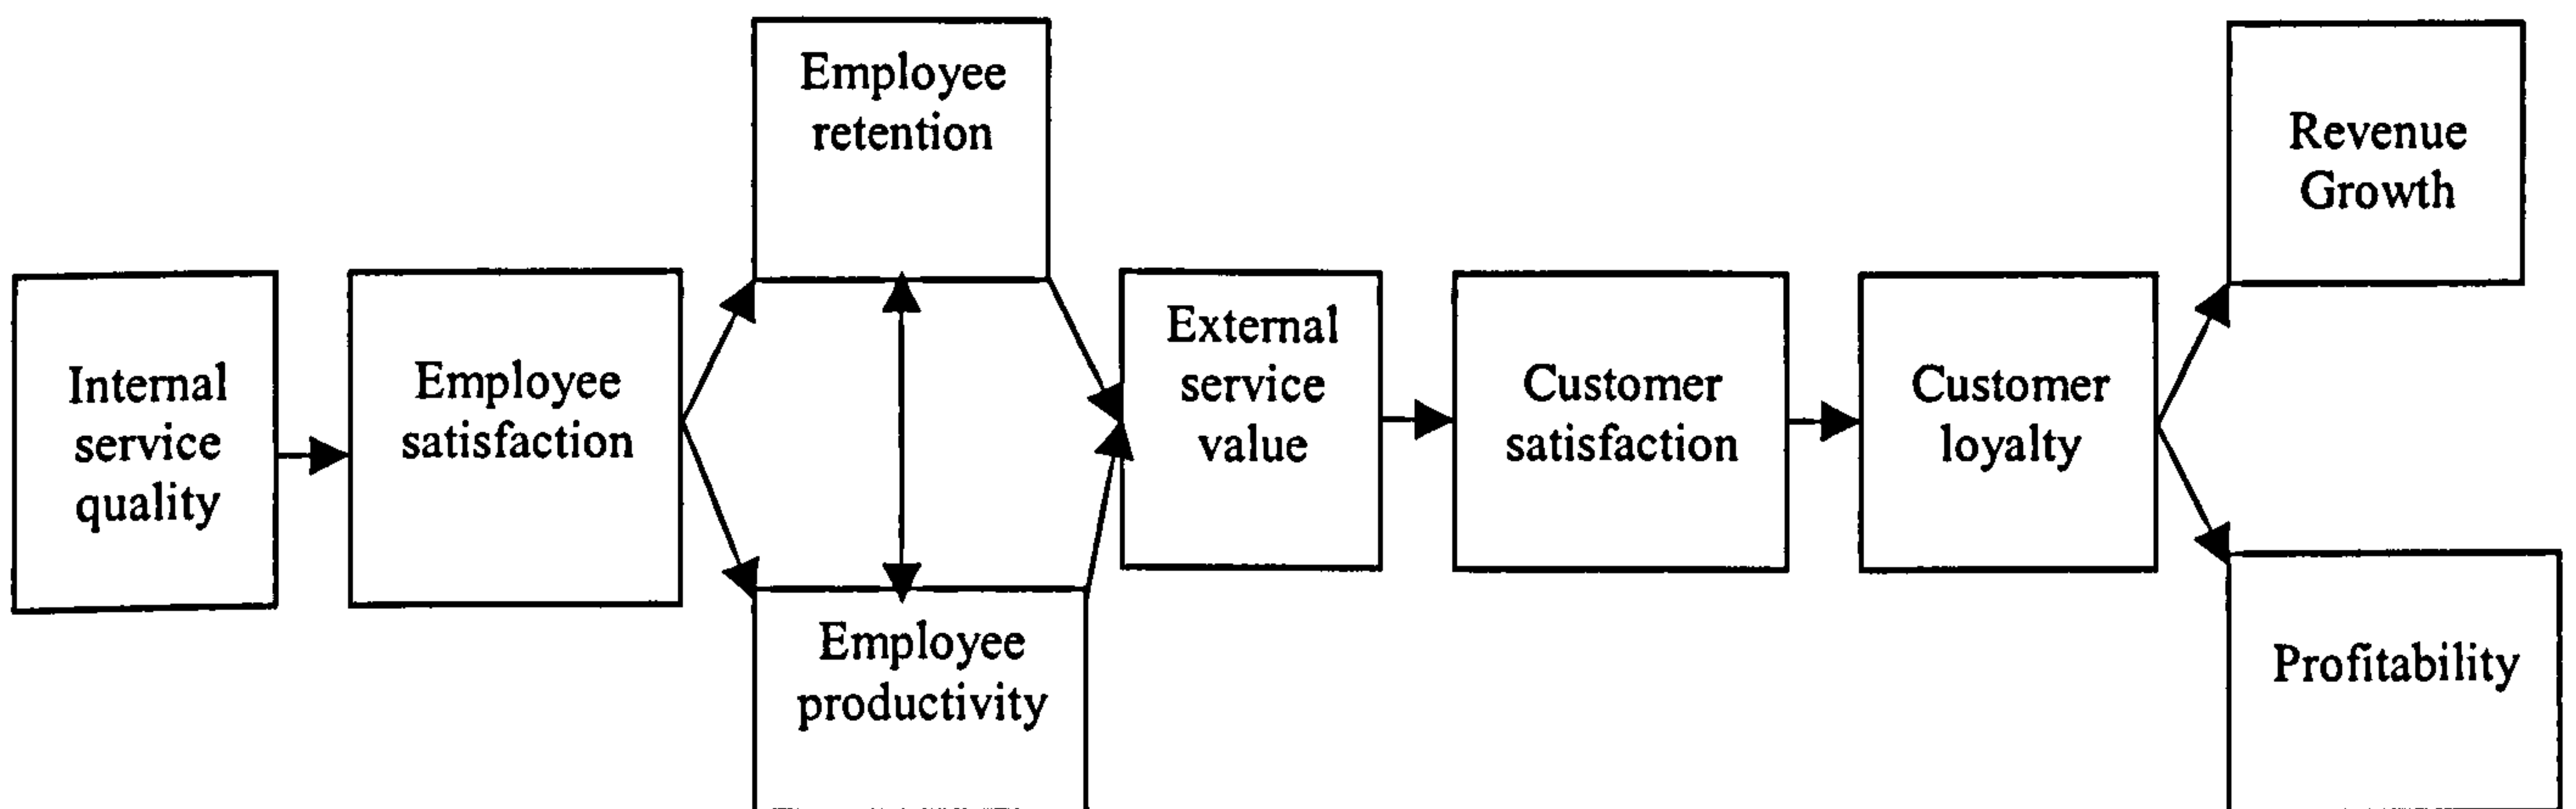 Employee
retention
Revenue
Growth
Internal
service
quality
Employee
satisfaction
External
service
value
Customer
satisfaction
Customer
loyalty
Employee
productivity
Profitability